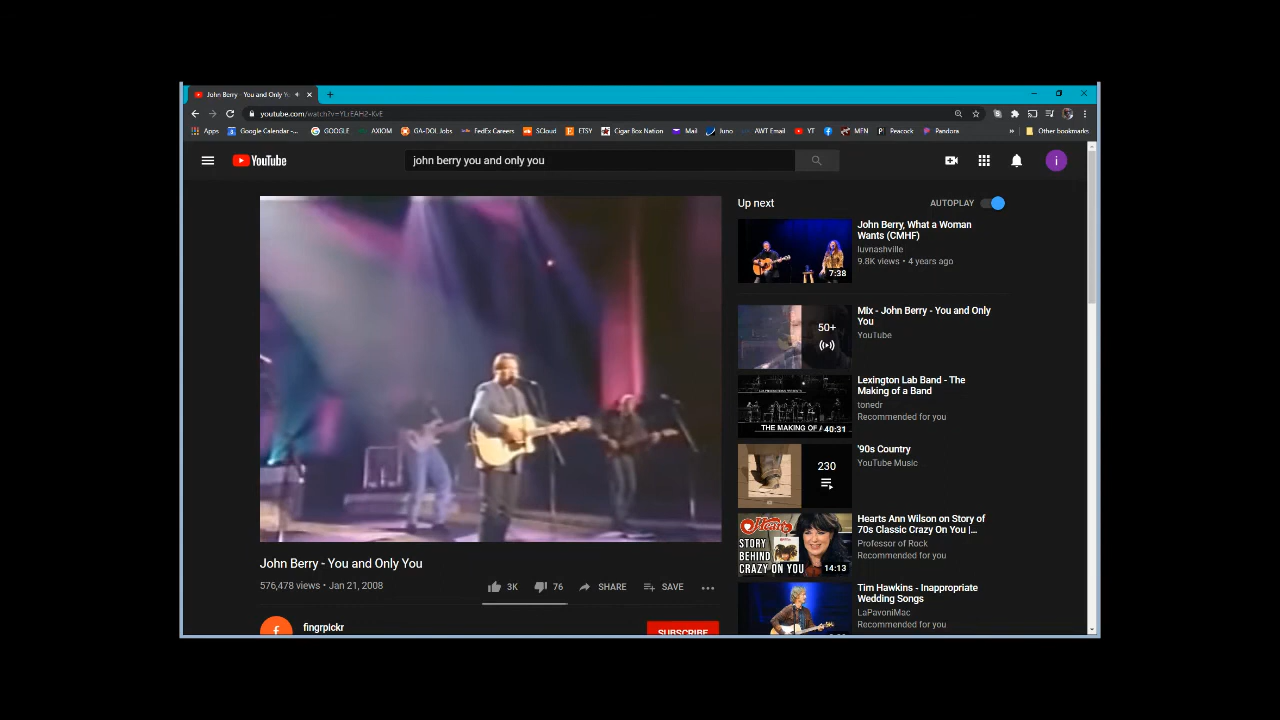 John Berry - You and Only Yo
youtube.com/watch?v=YLrEAH2-KvE
Apps
Google Calendar -...
GOOGLE
AXIOM
GA-DOL Jobs
FedEx Careers
SCloud
ETSY
Cigar Box Nation
Mail
Juno
AWT Email
YT
MFN
Peacock
Pandora
»
Other bookmarks
YouTube
john berry you and only you
i
Up next
AUTOPLAY
John Berry, What a Woman
Wants (CMHF)
luvnashville
9.8K views • 4 years ago
7:38
Mix - John Berry - You and Only
You
YouTube
50+
Lexington Lab Band - The
Making of a Band
tonedr
Recommended for you
THE MAKING OF A
40:31
'90s Country
YouTube Music
230
Hearts Ann Wilson on Story of
70s Classic Crazy On You |...
Professor of Rock
Recommended for you
Heart
STORY
BEHIND
CRAZY ON YOU
14:13
Tim Hawkins - Inappropriate
Wedding Songs
LaPavoniMac
Recommended for you
John Berry - You and Only You
576,478 views • Jan 21, 2008
3K
76
SHARE
SAVE
f
fingrpickr
SUBSCRIBE